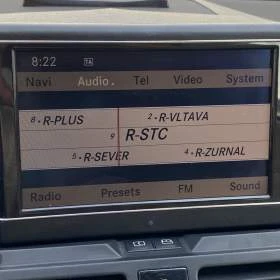 8:22 TA
Navi Audio. Tel Video System
8 R-PLUS 2 R-VLTAVA
9 R-STC
5 R-SEVER 4 R-ZURNAL
Radio Presets FM Sound